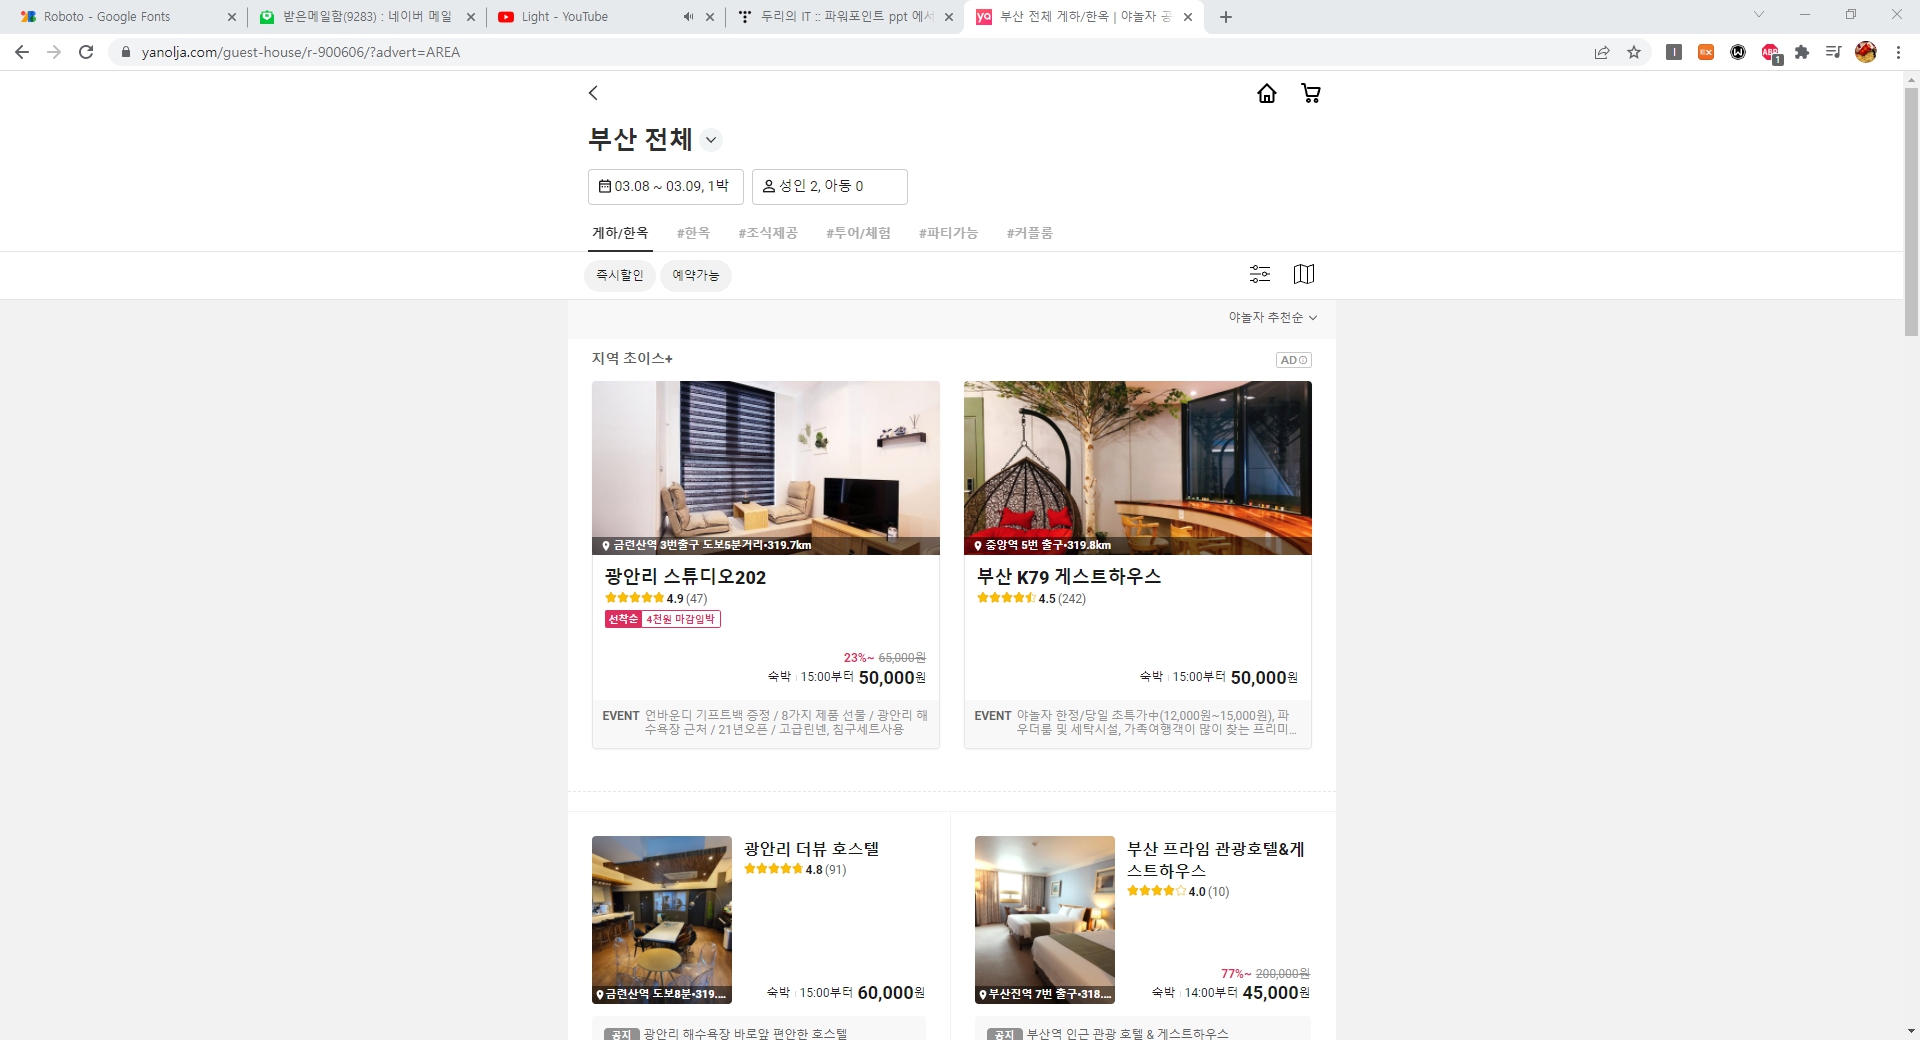 Roboto - Google Fonts
받은메일함(9283) : 네이버 메일
Light - YouTube
두리의 IT :: 파워포인트 ppt 에서
부산 전체 게하/한옥 | 야놀자 공
yanolja.com/guest-house/r-900606/?advert=AREA
ABP
1
부산 전체
03.08 ~ 03.09, 1박
성인 2, 아동 0
게하/한옥
#한옥
#조식제공
#투어/체험
#파티가능
#커플룸
즉시할인
예약가능
야놀자 추천순
지역 초이스+
AD
금련산역 3번출구 도보5분거리•319.7km
광안리 스튜디오202
4.9 (47)
선착순 4천원 마감임박
23%~ 65,000원
숙박 15:00부터 50,000원
EVENT 언바운디 기프트백 증정 / 8가지 제품 선물 / 광안리 해
수욕장 근처 / 21년오픈 / 고급린넨, 침구세트사용
중앙역 5번 출구•319.8km
부산 K79 게스트하우스
4.5 (242)
숙박 15:00부터 50,000원
EVENT 야놀자 한정/당일 초특가中(12,000원~15,000원), 파
우더룸 및 세탁시설, 가족여행객이 많이 찾는 프리미...
금련산역 도보8분•319....
광안리 더뷰 호스텔
4.8 (91)
숙박 15:00부터 60,000원
공지 광안리 해수욕장 바로앞 편안한 호스텔
부산진역 7번 출구•318....
부산 프라임 관광호텔&게
스트하우스
4.0 (10)
77%~ 200,000원
숙박 14:00부터 45,000원
공지 부산역 인근 관광 호텔 & 게스트하우스